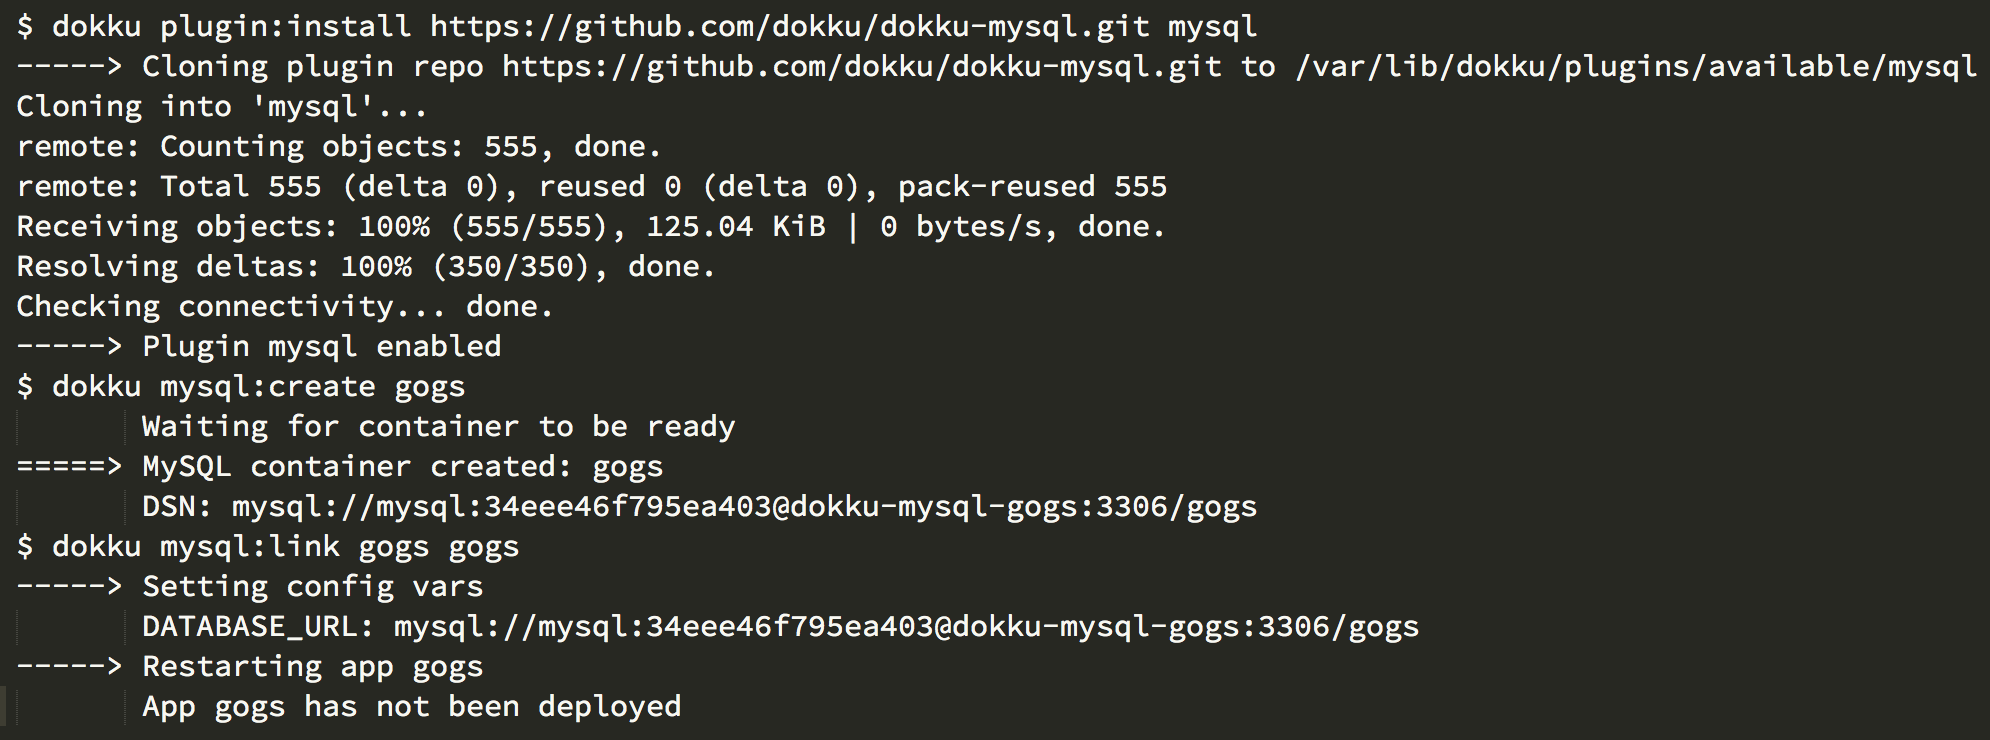 $ dokku plugin:install https://github.com/dokku/dokku-mysql.git mysql
-----> Cloning plugin repo https://github.com/dokku/dokku-mysql.git to /var/lib/dokku/plugins/available/mysql
Cloning into 'mysql'...
remote: Counting objects: 555, done.
remote: Total 555 (delta 0), reused 0 (delta 0), pack-reused 555
Receiving objects: 100% (555/555), 125.04 KiB | 0 bytes/s, done.
Resolving deltas: 100% (350/350), done.
Checking connectivity... done.
-----> Plugin mysql enabled
$ dokku mysql:create gogs
       Waiting for container to be ready
=====> MySQL container created: gogs
       DSN: mysql://mysql:34eee46f795ea403@dokku-mysql-gogs:3306/gogs
$ dokku mysql:link gogs gogs
-----> Setting config vars
       DATABASE_URL: mysql://mysql:34eee46f795ea403@dokku-mysql-gogs:3306/gogs
-----> Restarting app gogs
       App gogs has not been deployed